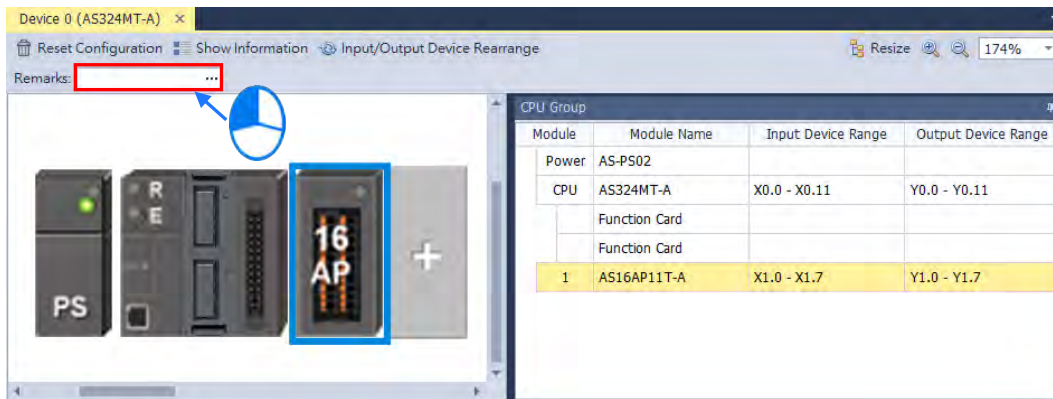 Device 0 (AS324MT-A) ×
Reset Configuration Show Information Input/Output Device Rearrange Resize 174%
Remarks: ...
CPU Group
Module Module Name Input Device Range Output Device Range
Power AS-PS02
CPU AS324MT-A X0.0 - X0.11 Y0.0 - Y0.11
Function Card
Function Card
1 AS16AP11T-A X1.0 - X1.7 Y1.0 - Y1.7
R
E
16
AP
+
PS